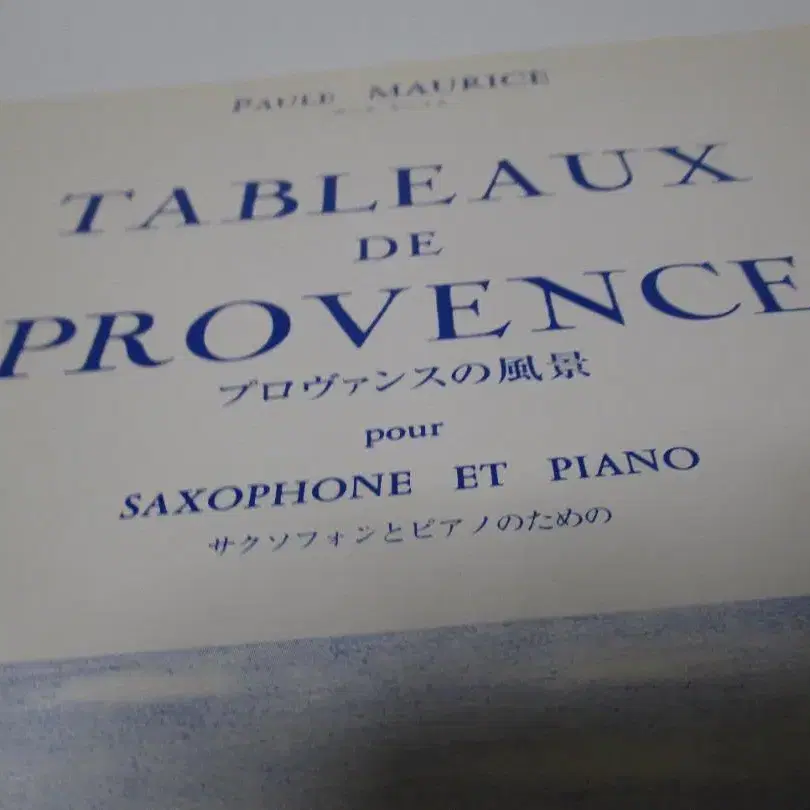 PAULE MAURICE
TABLEAUX
DE
PROVENCE
プロヴァンスの風景
pour
SAXOPHONE ET PIANO
サクソフォンとピアノのための